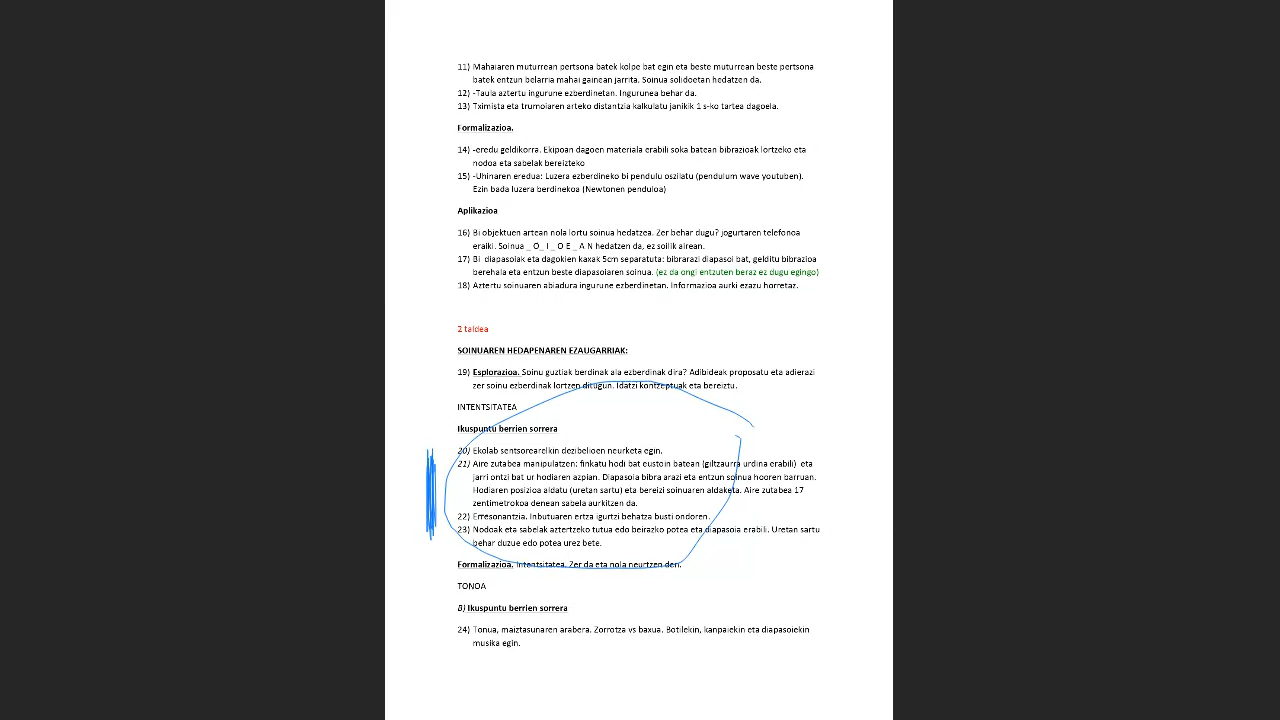 11) Mahaiaren muturrean pertsona batek kolpe bat egin eta beste muturrean beste pertsona
batek entzun belarria mahai gainean jarrita. Soinua solidoetan hedatzen da.
12) -Taula aztertu ingurune ezberdinetan. Ingurunea behar da.
13) Tximista eta trumoiaren arteko distantzia kalkulatu janikik 1 s-ko tartea dagoela.
Formalizazioa.
14) -eredu geldikorra. Ekipoan dagoen materiala erabili soka batean bibrazioak lortzeko eta
nodoa eta sabelak bereizteko
15) -Uhinaren eredua: Luzera ezberdineko bi pendulu oszilatu (pendulum wave youtuben).
Ezin bada luzera berdinekoa (Newtonen penduloa)
Aplikazioa
16) Bi objektuen artean nola lortu soinua hedatzea. Zer behar dugu? jogurtaren telefonoa
eraiki. Soinua _ O_ I _ O E _ A N hedatzen da, ez soilik airean.
17) Bi diapasoiak eta dagokien kaxak 5cm separatuta: bibrarazi diapasoi bat, gelditu bibrazioa
berehala eta entzun beste diapasoiaren soinua. (ez da ongi entzuten beraz ez dugu egingo)
18) Aztertu soinuaren abiadura ingurune ezberdinetan. Informazioa aurki ezazu horretaz.
2 taldea
SOINUAREN HEDAPENAREN EZAUGARRIAK:
19) Esplorazioa. Soinu guztiak berdinak ala ezberdinak dira? Adibideak proposatu eta adierazi
zer soinu ezberdinak lortzen ditugun. Idatzi kontzeptuak eta bereiztu.
INTENTSITATEA
Ikuspuntu berrien sorrera
20) Ekolab sentsorearelkin dezibelioen neurketa egin.
21) Aire zutabea manipulatzen: finkatu hodi bat eustoin batean (giltzaurra urdina erabili) eta
jarri ontzi bat ur hodiaren azpian. Diapasoia bibra arazi eta entzun soinua hooren barruan.
Hodiaren posizioa aldatu (uretan sartu) eta bereizi soinuaren aldaketa. Aire zutabea 17
zentimetrokoa denean sabela aurkitzen da.
22) Erresonantzia. Inbutuaren ertza igurtzi behatza busti ondoren.
23) Nodoak eta sabelak aztertzeko tutua edo beirazko potea eta diapasoia erabili. Uretan sartu
behar duzue edo potea urez bete.
Formalizazioa. Intentsitatea. Zer da eta nola neurtzen den.
TONOA
B) Ikuspuntu berrien sorrera
24) Tonua, maiztasunaren arabera. Zorrotza vs baxua. Botilekin, kanpaiekin eta diapasoiekin
musika egin.